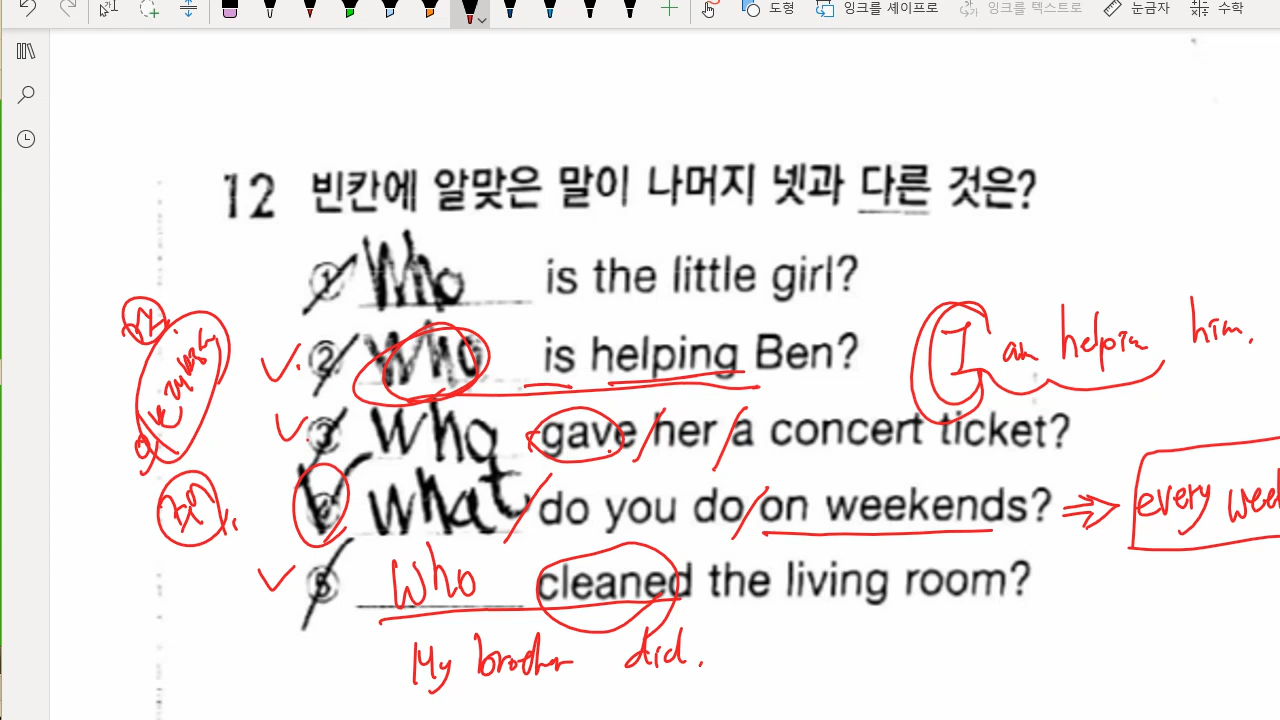 도형 잉크를 셰이프로 잉크를 텍스트로 눈금자 수학
12 빈칸에 알맞은 말이 나머지 넷과 다른 것은?
① Who is the little girl?
② Who is helping Ben?
I am helpin him.
③ Who gave her a concert ticket?
④ What do you do on weekends? ⇒ every week
⑤ Who cleaned the living room?
My brother did.